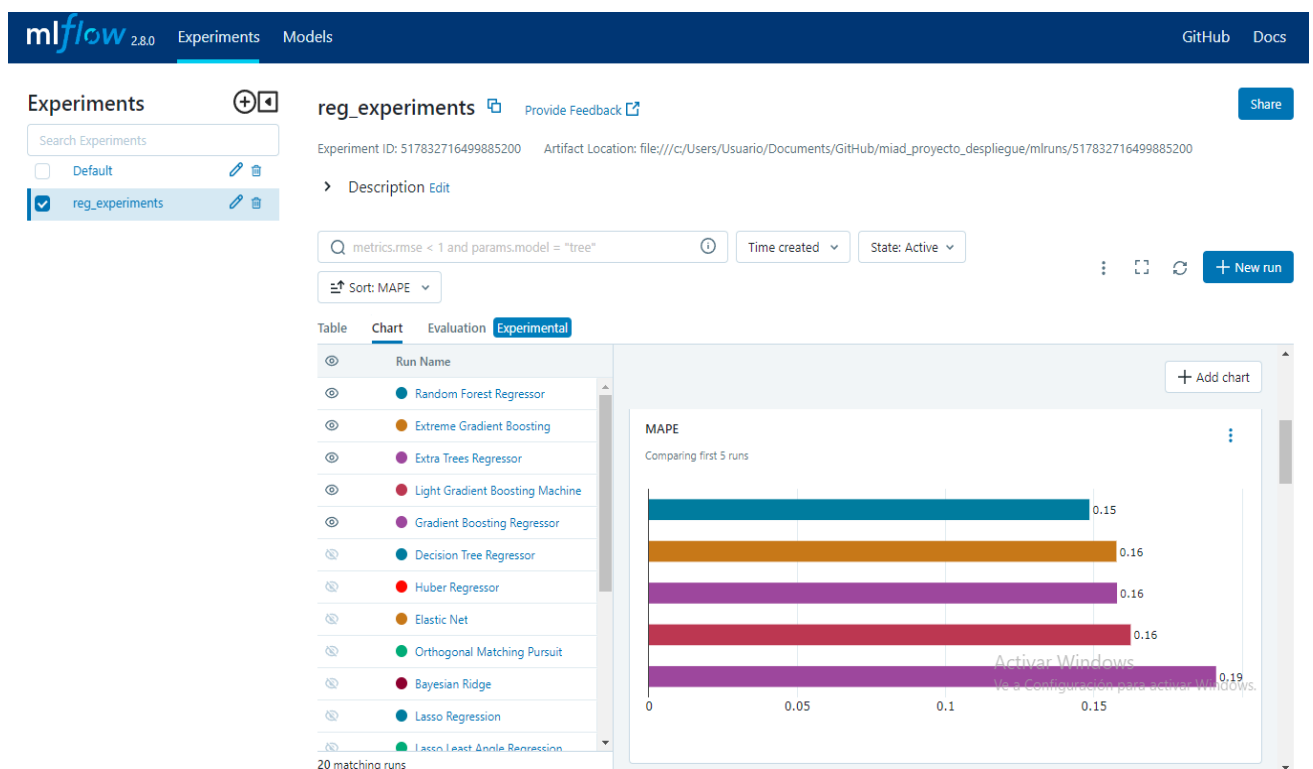 mlflow 2.8.0 Experiments Models GitHub Docs
Experiments
Search Experiments
Default
reg_experiments
reg_experiments Provide Feedback Share
Experiment ID: 517832716499885200 Artifact Location: file:///c:/Users/Usuario/Documents/GitHub/miad_proyecto_despliegue/mlruns/517832716499885200
Description Edit
metrics.rmse < 1 and params.model = "tree" Time created State: Active
+ New run
Sort: MAPE
Table Chart Evaluation Experimental
Run Name
Random Forest Regressor
Extreme Gradient Boosting
Extra Trees Regressor
Light Gradient Boosting Machine
Gradient Boosting Regressor
Decision Tree Regressor
Huber Regressor
Elastic Net
Orthogonal Matching Pursuit
Bayesian Ridge
Lasso Regression
Lasso Least Angle Regression
20 matching runs
+ Add chart
MAPE
Comparing first 5 runs
0.15
0.16
0.16
0.16
0.19
0 0.05 0.1 0.15
Activar Windows
Ve a Configuración para activar Windows.